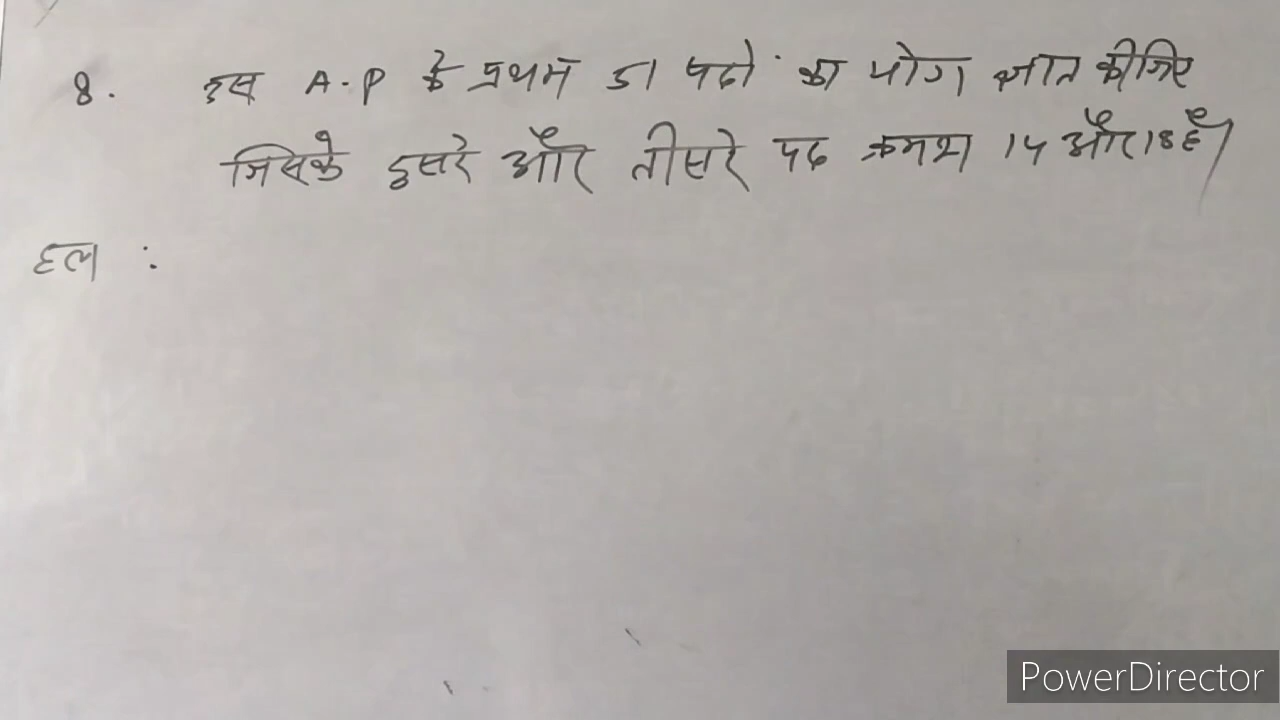 8. उस A.P के प्रथम 51 पदो का योग ज्ञात कीजिए
जिसके दुसरे और तीसरे पद क्रमश 14 और 18 है।
हल :
PowerDirector